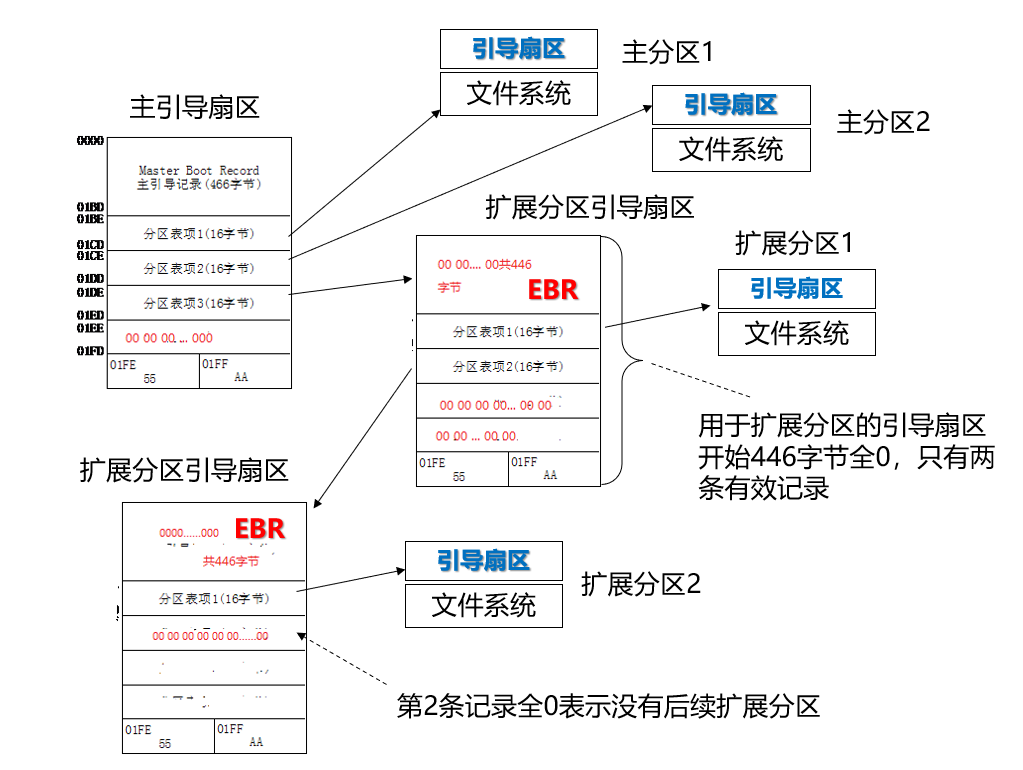 引导扇区
主分区1
文件系统
主引导扇区
引导扇区
主分区2
文件系统
0000
Master Boot Record
主引导记录(466字节)
01BD
01BE
分区表项1(16字节)
01CD
01CE
分区表项2(16字节)
01DD
01DE
分区表项3(16字节)
01ED
01EE
00 00 00... 000
01FD
01FE
55
01FF
AA
扩展分区引导扇区
00 00.... 00共446
字节
EBR
分区表项1(16字节)
分区表项2(16字节)
00 00 00 00... 00 00
00 00 ... 00.00.
01FE
55
01FF
AA
扩展分区1
引导扇区
文件系统
用于扩展分区的引导扇区
开始446字节全0，只有两
条有效记录
扩展分区引导扇区
0000......000
EBR
共446字节
分区表项1(16字节)
00 00 00 00 00 00......00
01FE
55
01FF
AA
引导扇区
扩展分区2
文件系统
第2条记录全0表示没有后续扩展分区